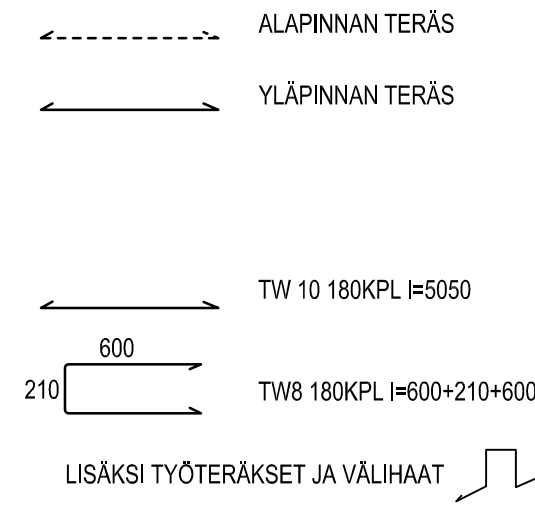 ALAPINNAN TERÄS
YLÄPINNAN TERÄS
TW 10 180KPL l=5050
600
210
TW8 180KPL l=600+210+600
LISÄKSI TYÖTERÄKSET JA VÄLIHAAT